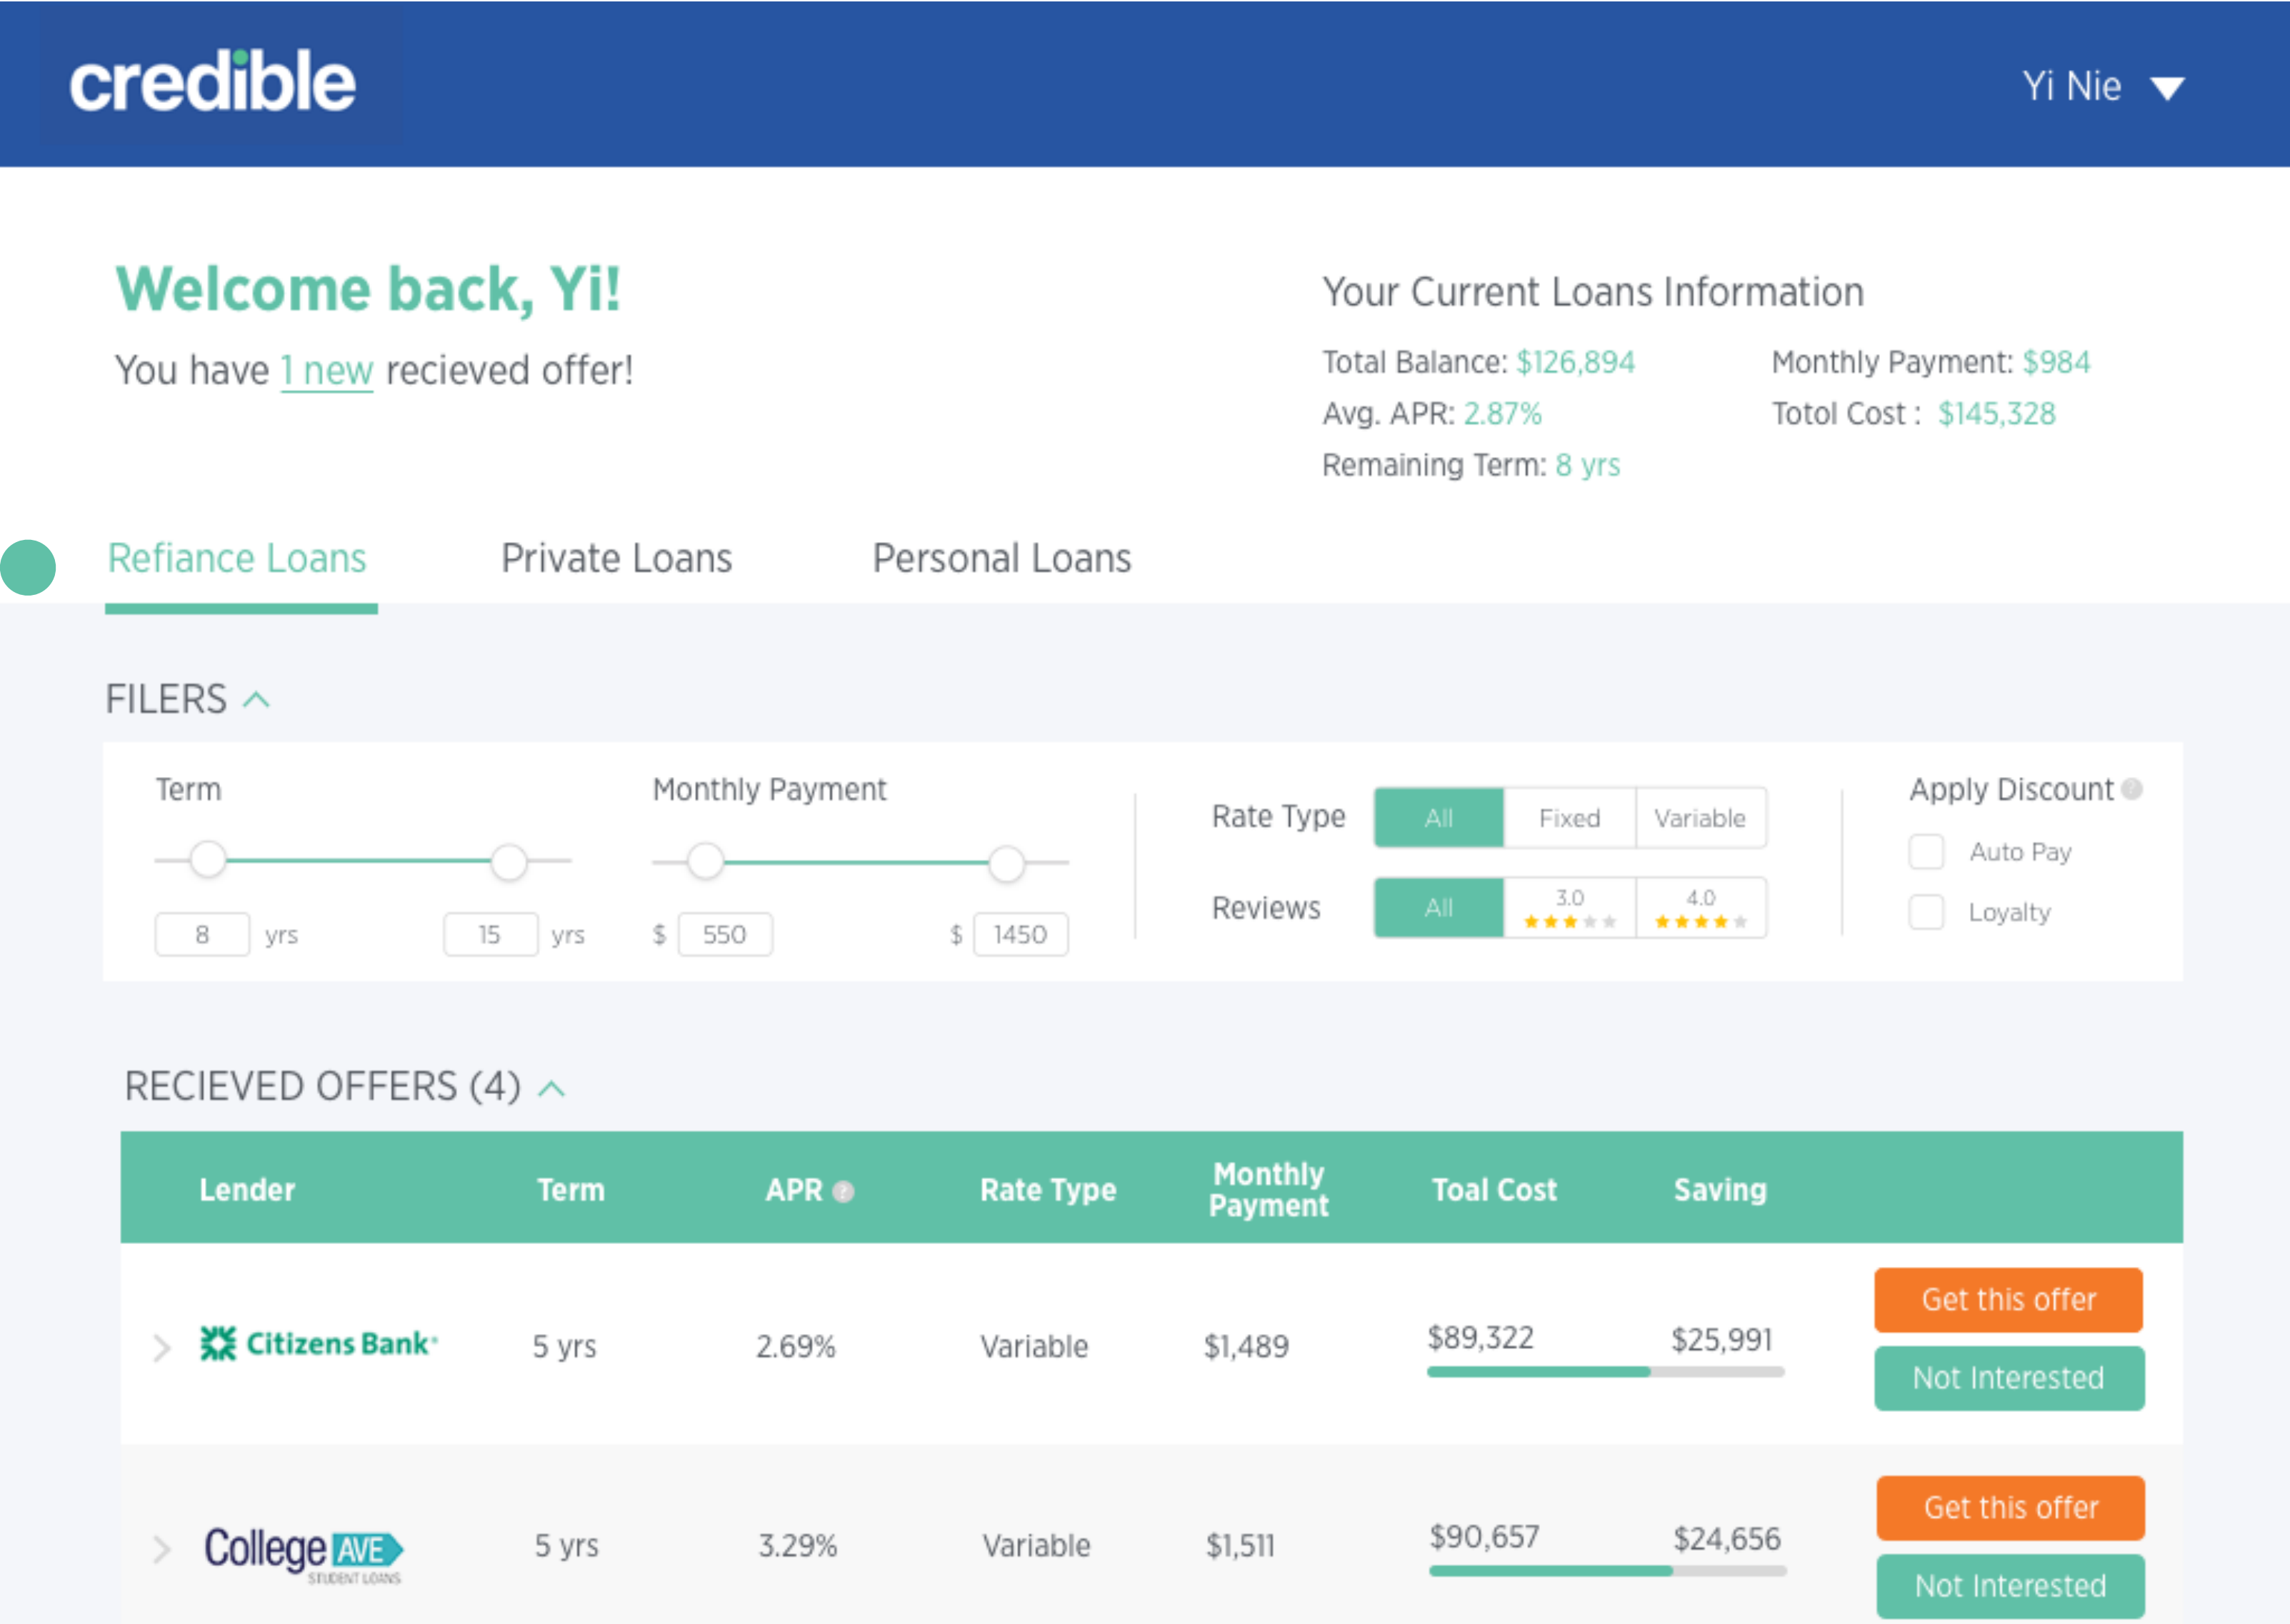 credible
Yi Nie
Welcome back, Yi!
You have 1 new recieved offer!
Your Current Loans Information
Total Balance: $126,894
Monthly Payment: $984
Avg. APR: 2.87%
Totol Cost : $145,328
Remaining Term: 8 yrs
Refiance Loans
Private Loans
Personal Loans
FILERS
Term
8 yrs
15 yrs
Monthly Payment
$ 550
$ 1450
Rate Type
All
Fixed
Variable
Reviews
All
3.0
4.0
Apply Discount ?
Auto Pay
Loyalty
RECIEVED OFFERS (4)
Lender
Term
APR ?
Rate Type
Monthly
Payment
Toal Cost
Saving
Citizens Bank
5 yrs
2.69%
Variable
$1,489
$89,322
$25,991
Get this offer
Not Interested
College AVE
STUDENT LOANS
5 yrs
3.29%
Variable
$1,511
$90,657
$24,656
Get this offer
Not Interested